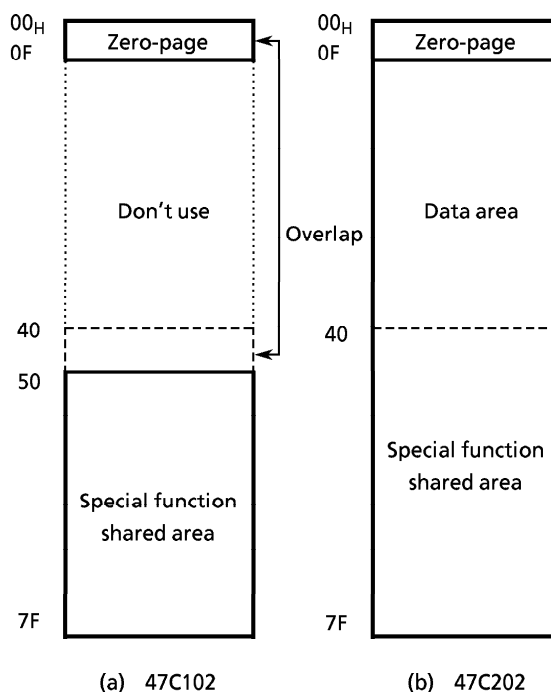 00H
0F
Zero-page
Don't use
Overlap
40
50
Special function
shared area
7F
(a) 47C102
00H
0F
Zero-page
Data area
40
Special function
shared area
7F
(b) 47C202